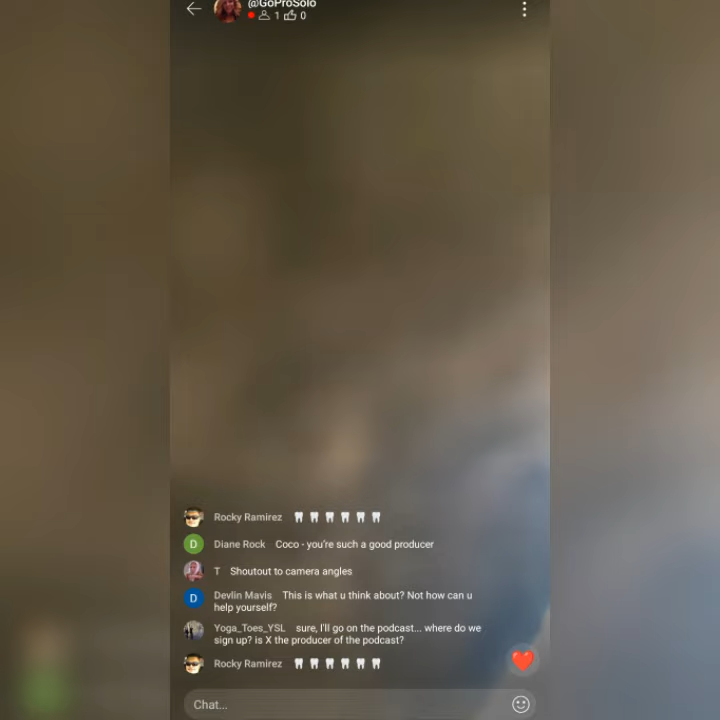 @GoProSolo
1 0
Rocky Ramirez
Diane Rock Coco - you're such a good producer
T Shoutout to camera angles
Devlin Mavis This is what u think about? Not how can u
help yourself?
Yoga_Toes_YSL sure, I'll go on the podcast... where do we
sign up? is X the producer of the podcast?
Rocky Ramirez
Chat...
D
D